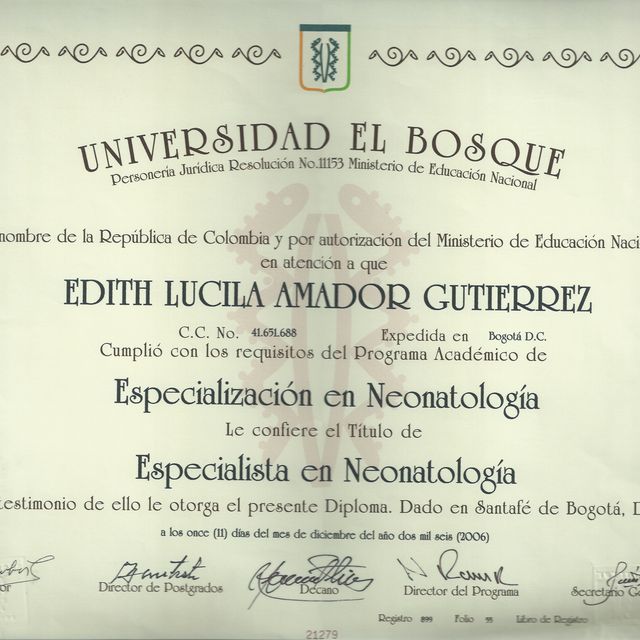 UNIVERSIDAD EL BOSQUE
Personería Jurídica Resolución No.11153 Ministerio de Educación Nacional
nombre de la República de Colombia y por autorización del Ministerio de Educación Naci
en atención a que
EDITH LUCILA AMADOR GUTIERREZ
C.C. No. 41.651.688 Expedida en Bogotá D.C.
Cumplió con los requisitos del Programa Académico de
Especialización en Neonatología
Le confiere el Título de
Especialista en Neonatología
testimonio de ello le otorga el presente Diploma. Dado en Santafé de Bogotá, D
a los once (11) días del mes de diciembre del año dos mil seis (2006)
or Director de Postgrados Decano Director del Programa Secretario Ge
Registro 899 Folio 55 Libro de Registro
21279